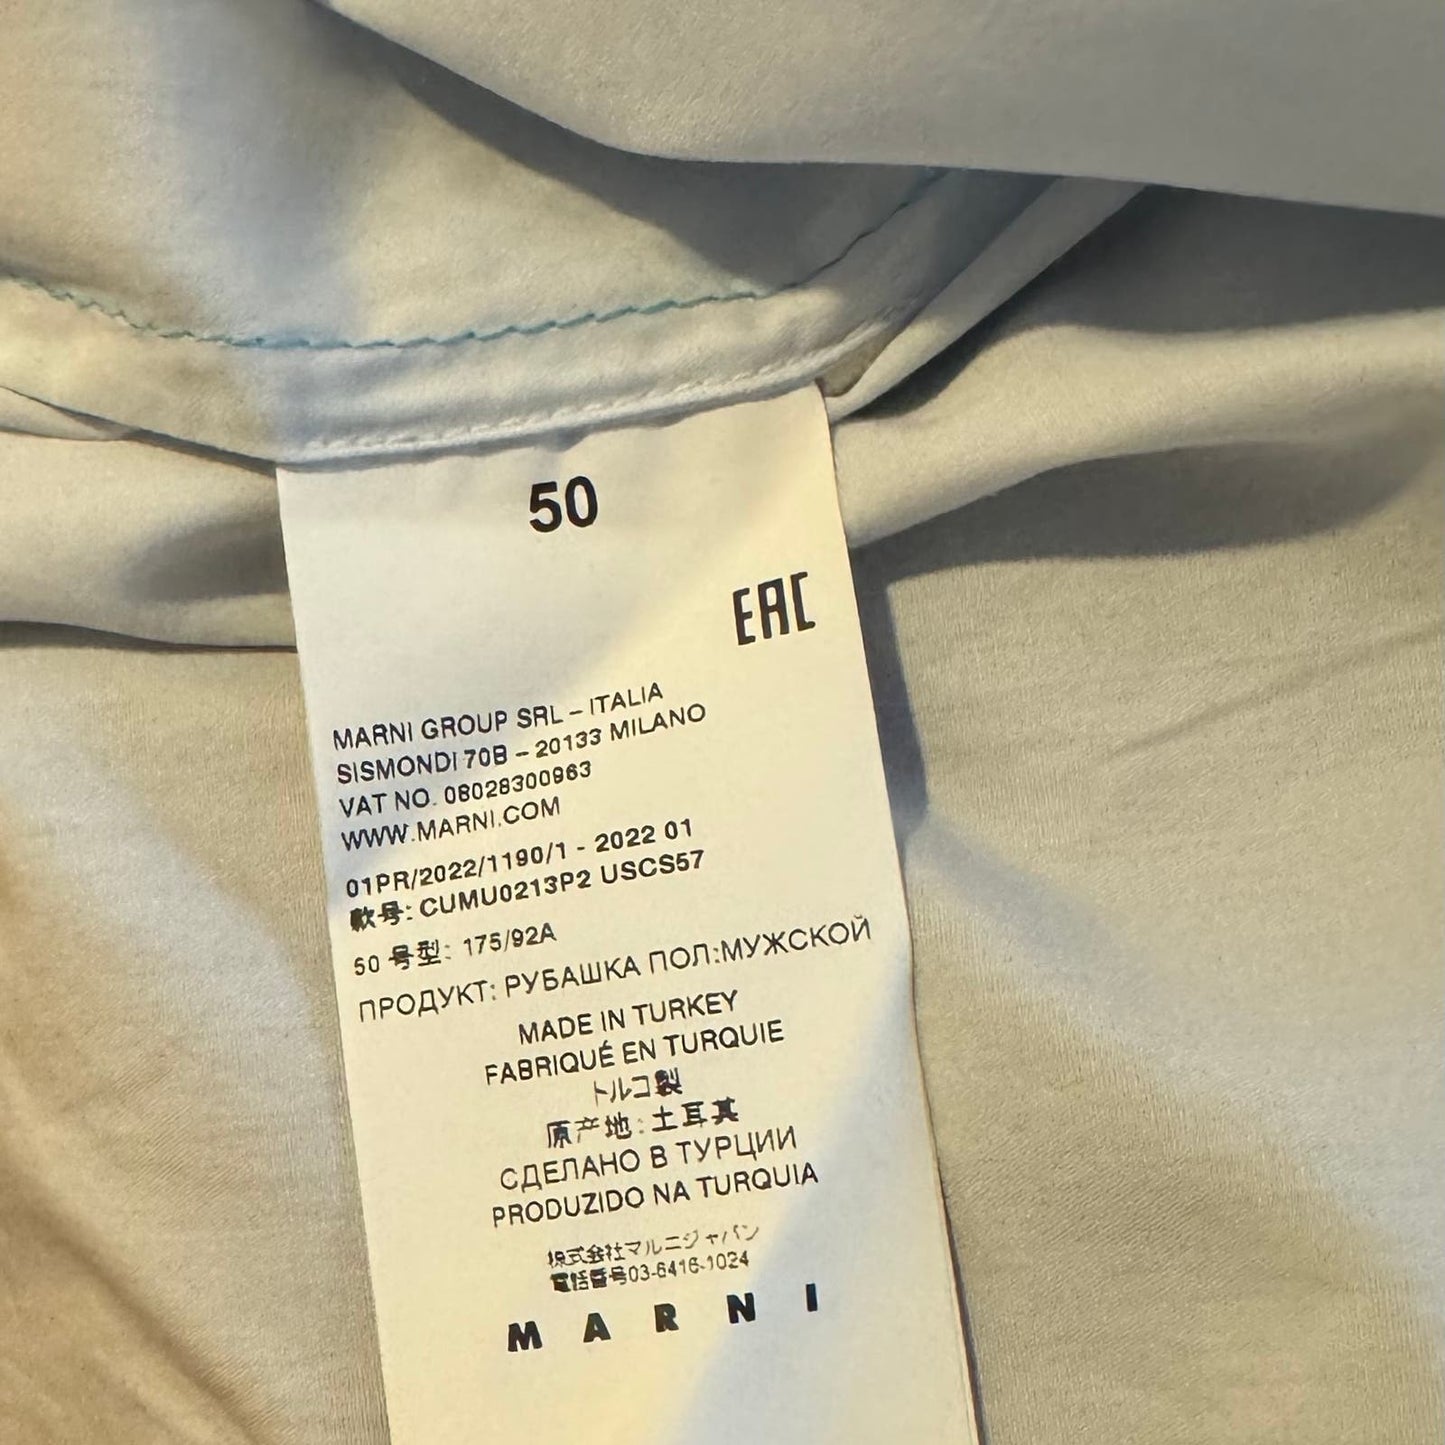 50
EAC
MARNI GROUP SRL – ITALIA
SISMONDI 70B – 20133 MILANO
VAT NO. 08028300963
WWW.MARNI.COM
01PR/2022/1190/1 - 2022 01
款号: CUMU0213P2 USCS57
50 号型: 175/92A
ПРОДУКТ: РУБАШКА ПОЛ:МУЖСКОЙ
MADE IN TURKEY
FABRIQUÉ EN TURQUIE
トルコ製
原产地: 土耳其
СДЕЛАНО В ТУРЦИИ
PRODUZIDO NA TURQUIA
株式会社マルニジャパン
電話番号03-6416-1024
MARNI